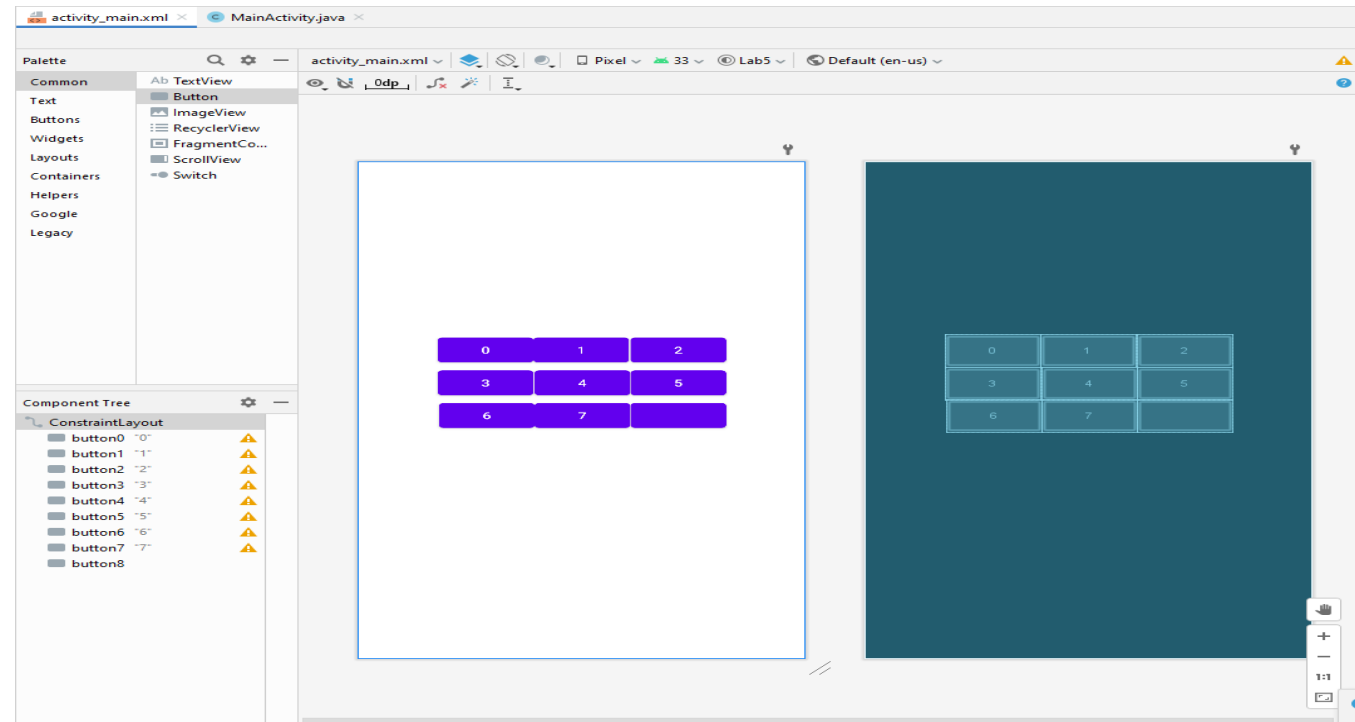 activity_main.xml MainActivity.java
Palette
Common
Text
Buttons
Widgets
Layouts
Containers
Helpers
Google
Legacy
Ab TextView
Button
ImageView
RecyclerView
FragmentCo...
ScrollView
Switch
activity_main.xml Pixel 33 Lab5 Default (en-us)
0dp
0 1 2
3 4 5
6 7
0 1 2
3 4 5
6 7
Component Tree
ConstraintLayout
button0 "0"
button1 "1"
button2 "2"
button3 "3"
button4 "4"
button5 "5"
button6 "6"
button7 "7"
button8
1:1